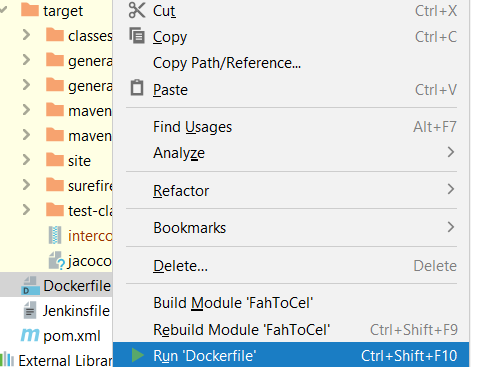 target
classes
genera
genera
maven
maven
site
surefire
test-cla
interco
jacoco
Dockerfile
Jenkinsfile
pom.xml
External Librar
Cut Ctrl+X
Copy Ctrl+C
Copy Path/Reference...
Paste Ctrl+V
Find Usages Alt+F7
Analyze
Refactor
Bookmarks
Delete... Delete
Build Module 'FahToCel'
Rebuild Module 'FahToCel' Ctrl+Shift+F9
Run 'Dockerfile' Ctrl+Shift+F10